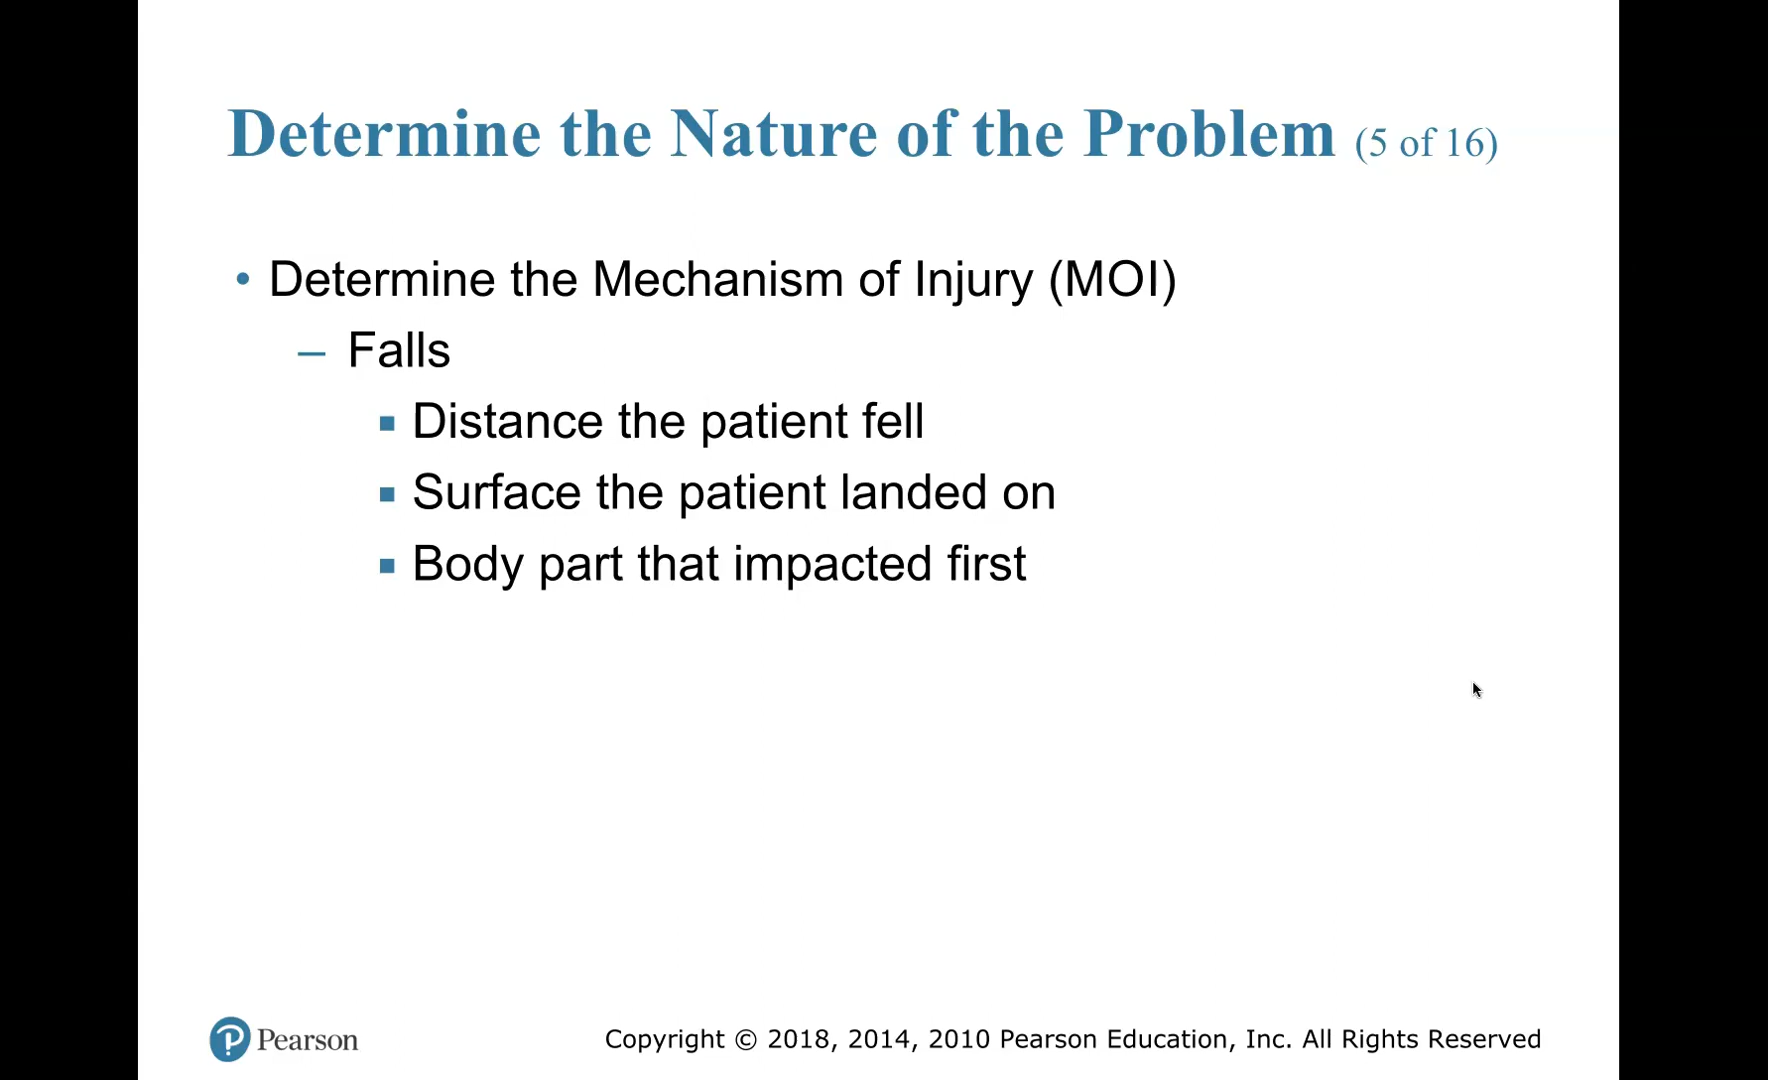 Determine the Nature of the Problem (5 of 16)
• Determine the Mechanism of Injury (MOI)
– Falls
▪ Distance the patient fell
▪ Surface the patient landed on
▪ Body part that impacted first
P Pearson
Copyright © 2018, 2014, 2010 Pearson Education, Inc. All Rights Reserved